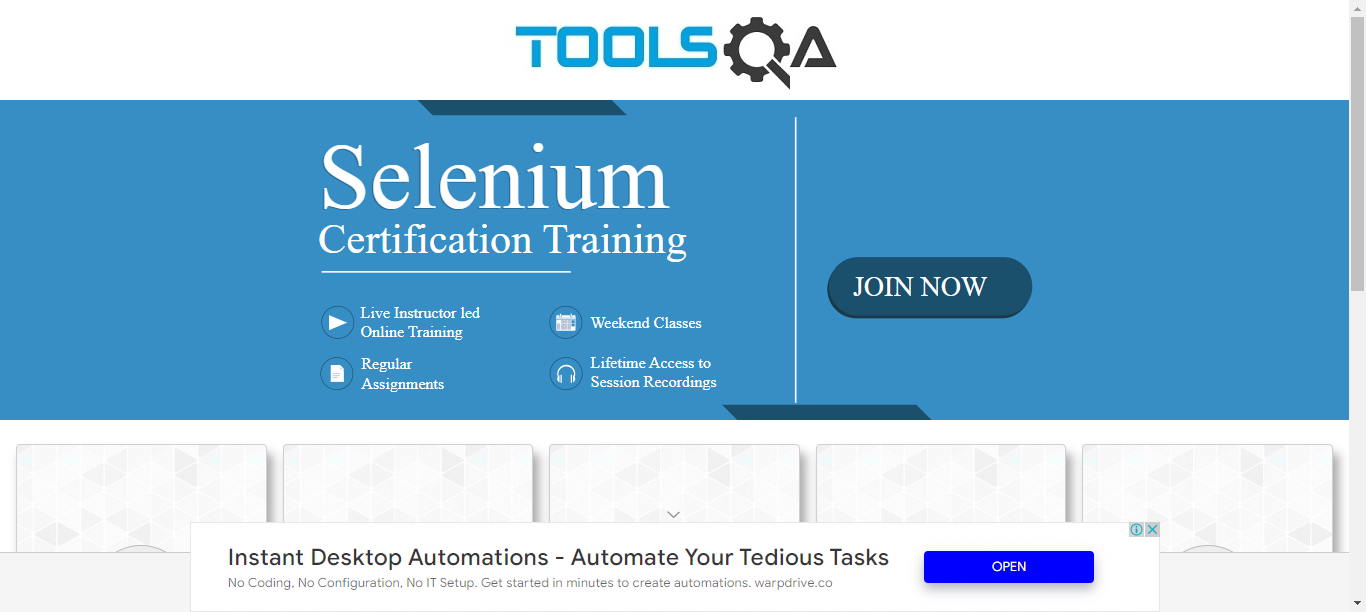 TOOLSQA
Selenium
Certification Training
Live Instructor led
Online Training
Weekend Classes
Regular
Assignments
Lifetime Access to
Session Recordings
JOIN NOW
Instant Desktop Automations - Automate Your Tedious Tasks
No Coding, No Configuration, No IT Setup. Get started in minutes to create automations. warpdrive.co
OPEN